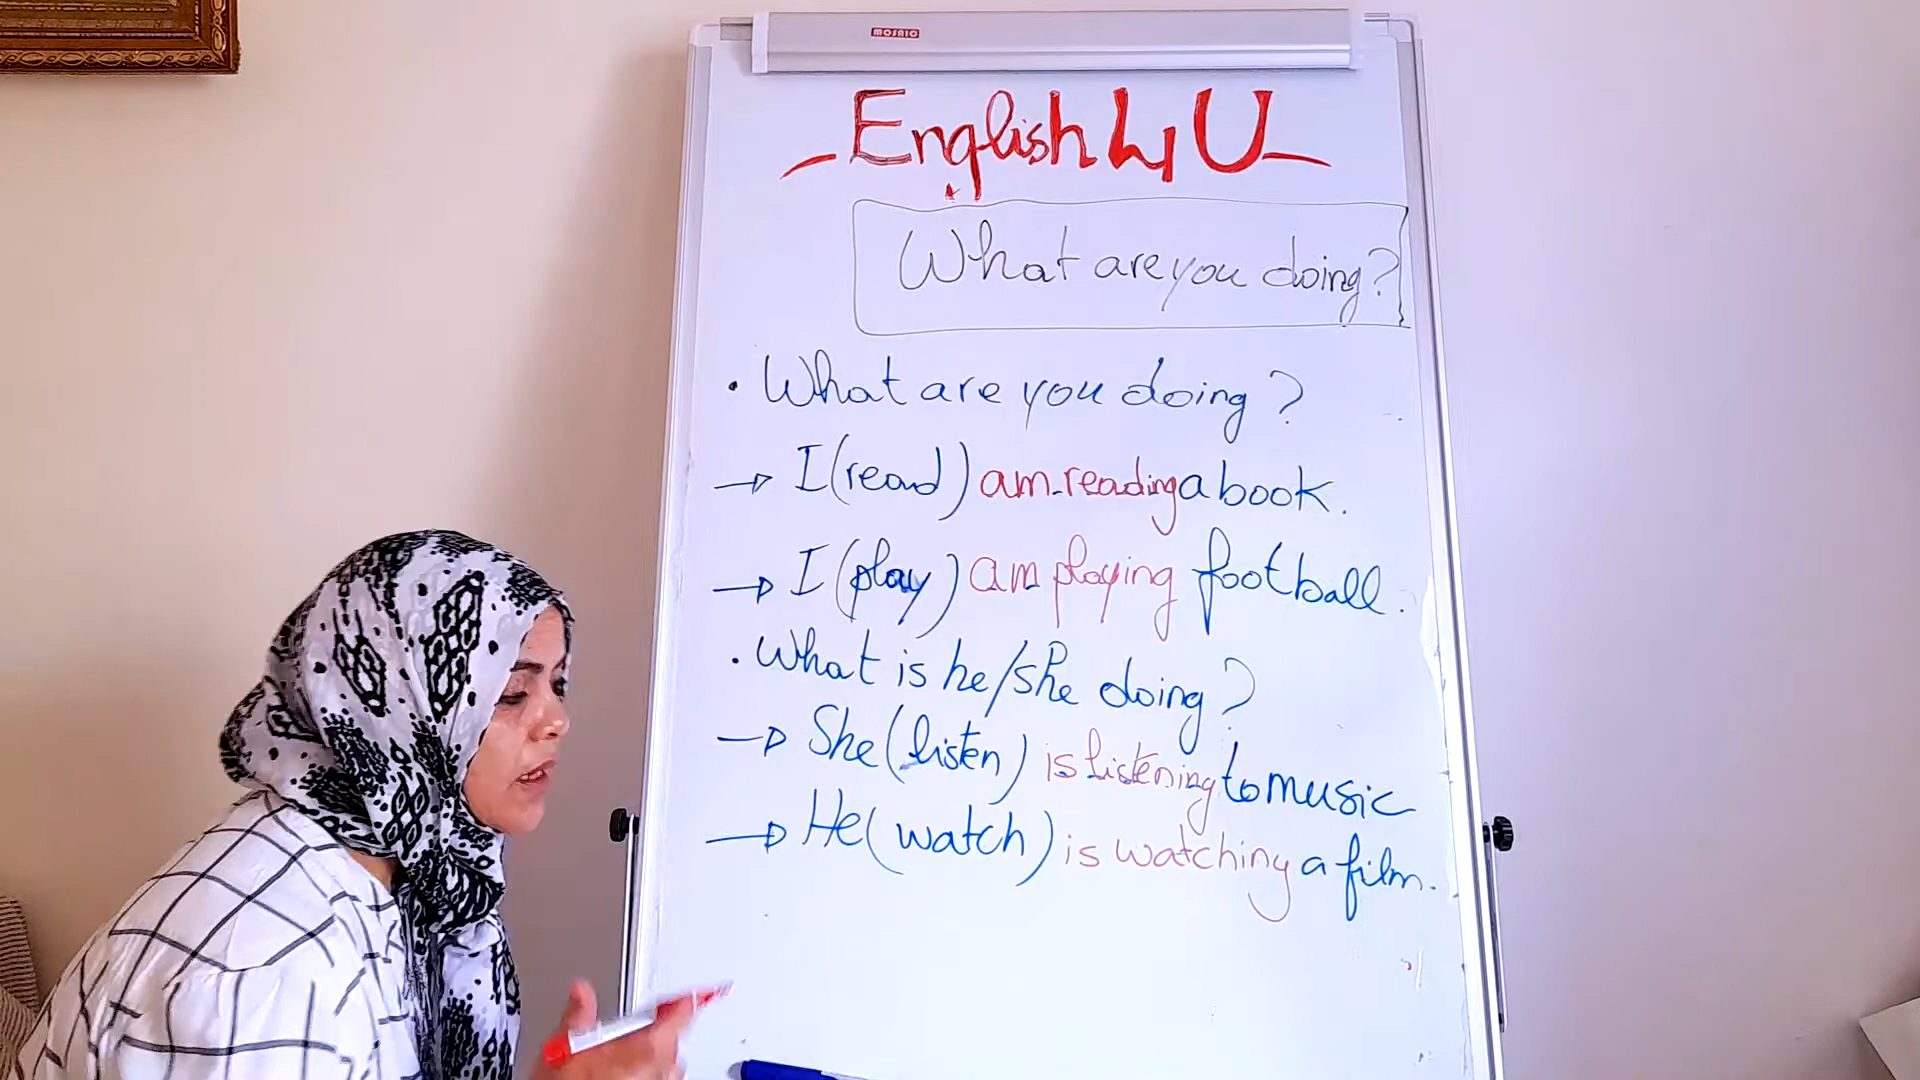 MOSAIC
English 4 U
What are you doing?
• What are you doing?
→ I (read) am reading a book.
→ I (play) am playing football.
• What is he/she doing?
→ She (listen) is listening to music
→ He (watch) is watching a film.